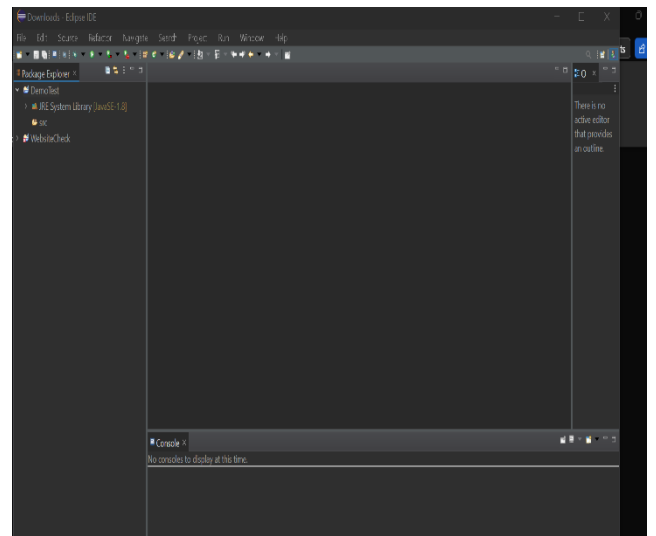 Downloads - Eclipse IDE
File Edit Source Refactor Navigate Search Project Run Window Help
Package Explorer ×
DemoTest
JRE System Library [JavaSE-1.8]
src
WebsiteCheck
There is no
active editor
that provides
an outline.
Console ×
No consoles to display at this time.